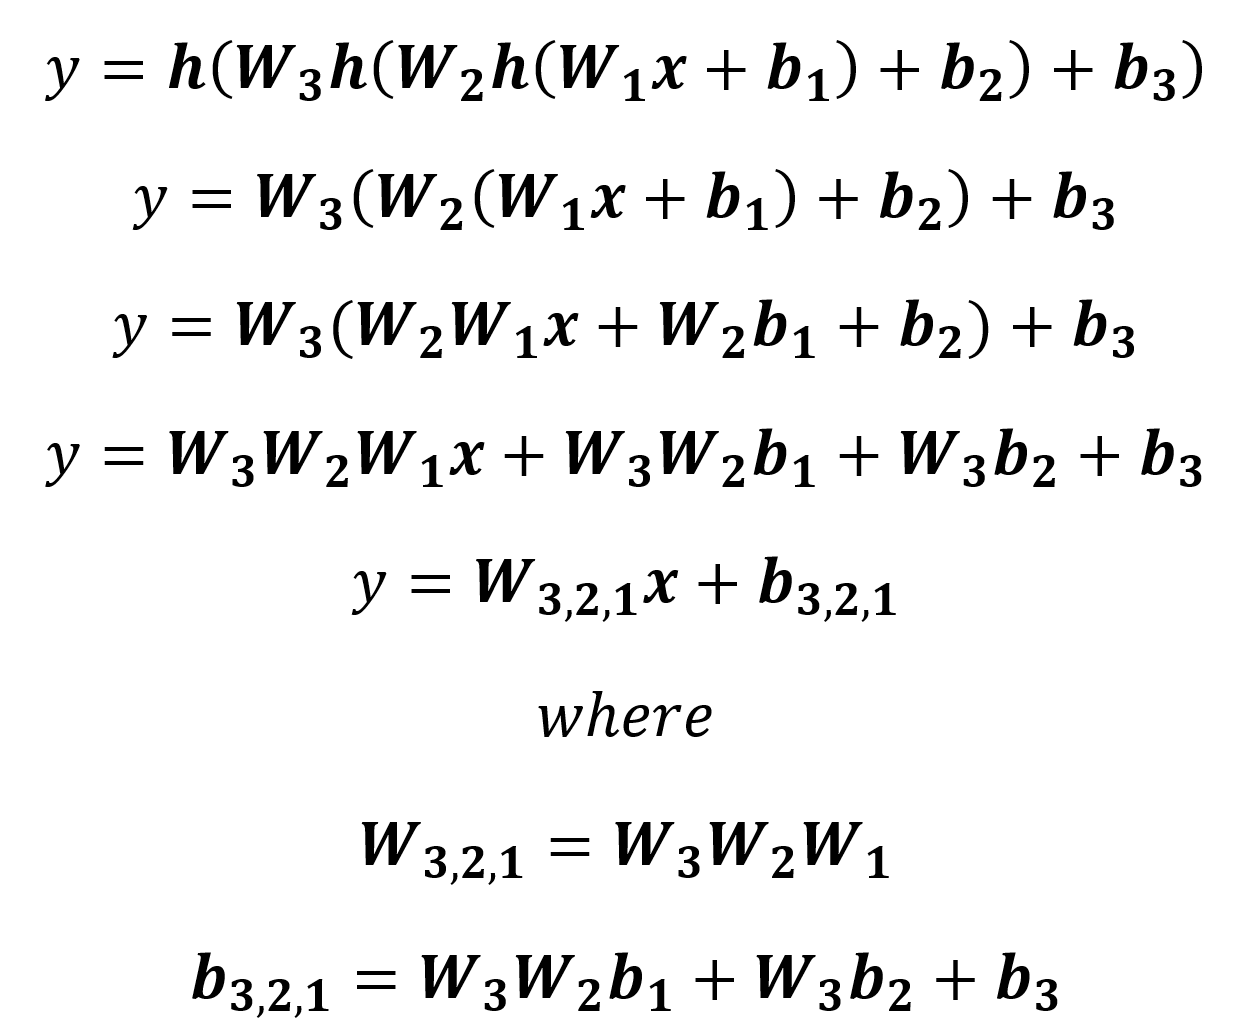 y = h(W₃h(W₂h(W₁x + b₁) + b₂) + b₃)
y = W₃(W₂(W₁x + b₁) + b₂) + b₃
y = W₃(W₂W₁x + W₂b₁ + b₂) + b₃
y = W₃W₂W₁x + W₃W₂b₁ + W₃b₂ + b₃
y = W₃,₂,₁x + b₃,₂,₁
where
W₃,₂,₁ = W₃W₂W₁
b₃,₂,₁ = W₃W₂b₁ + W₃b₂ + b₃